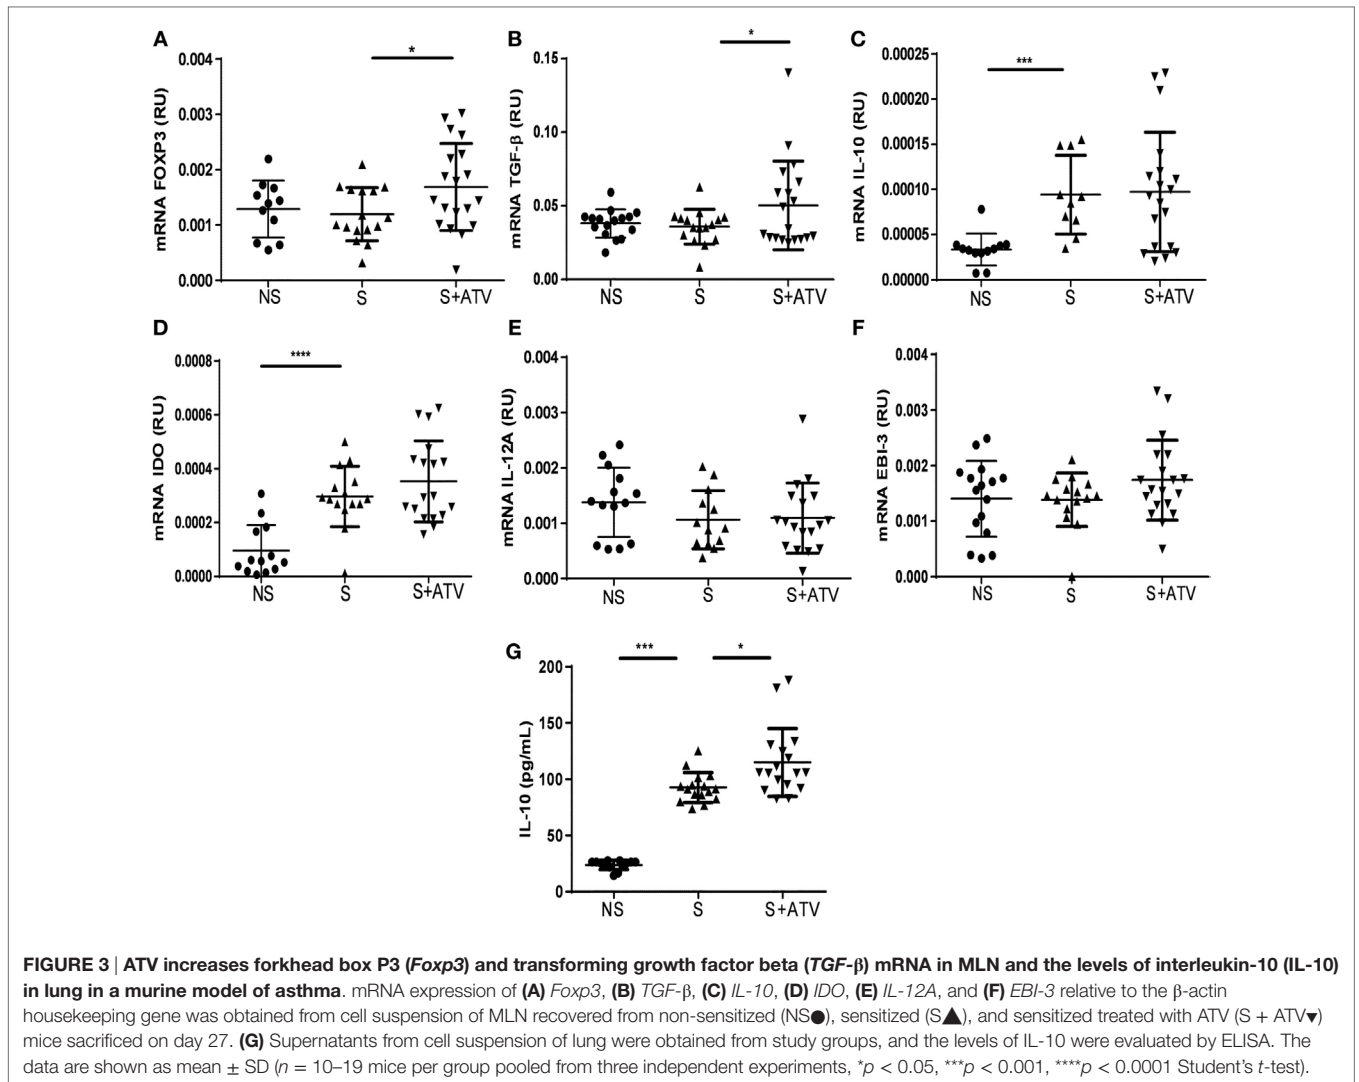 A
mRNA FOXP3 (RU)
0.004
0.003
0.002
0.001
0.000
*
NS
S
S+ATV
B
mRNA TGF-β (RU)
0.15
0.10
0.05
0.00
*
NS
S
S+ATV
C
mRNA IL-10 (RU)
0.00025
0.00020
0.00015
0.00010
0.00005
0.00000
***
NS
S
S+ATV
D
mRNA IDO (RU)
0.0008
0.0006
0.0004
0.0002
0.0000
****
NS
S
S+ATV
E
mRNA IL-12A (RU)
0.004
0.003
0.002
0.001
0.000
NS
S
S+ATV
F
mRNA EBI-3 (RU)
0.004
0.003
0.002
0.001
0.000
NS
S
S+ATV
G
IL-10 (pg/mL)
200
150
100
50
0
***
*
NS
S
S+ATV
FIGURE 3 | ATV increases forkhead box P3 (Foxp3) and transforming growth factor beta (TGF-β) mRNA in MLN and the levels of interleukin-10 (IL-10)
in lung in a murine model of asthma. mRNA expression of (A) Foxp3, (B) TGF-β, (C) IL-10, (D) IDO, (E) IL-12A, and (F) EBI-3 relative to the β-actin
housekeeping gene was obtained from cell suspension of MLN recovered from non-sensitized (NS●), sensitized (S▲), and sensitized treated with ATV (S + ATV▼)
mice sacrificed on day 27. (G) Supernatants from cell suspension of lung were obtained from study groups, and the levels of IL-10 were evaluated by ELISA. The
data are shown as mean ± SD (n = 10–19 mice per group pooled from three independent experiments, *p < 0.05, ***p < 0.001, ****p < 0.0001 Student's t-test).